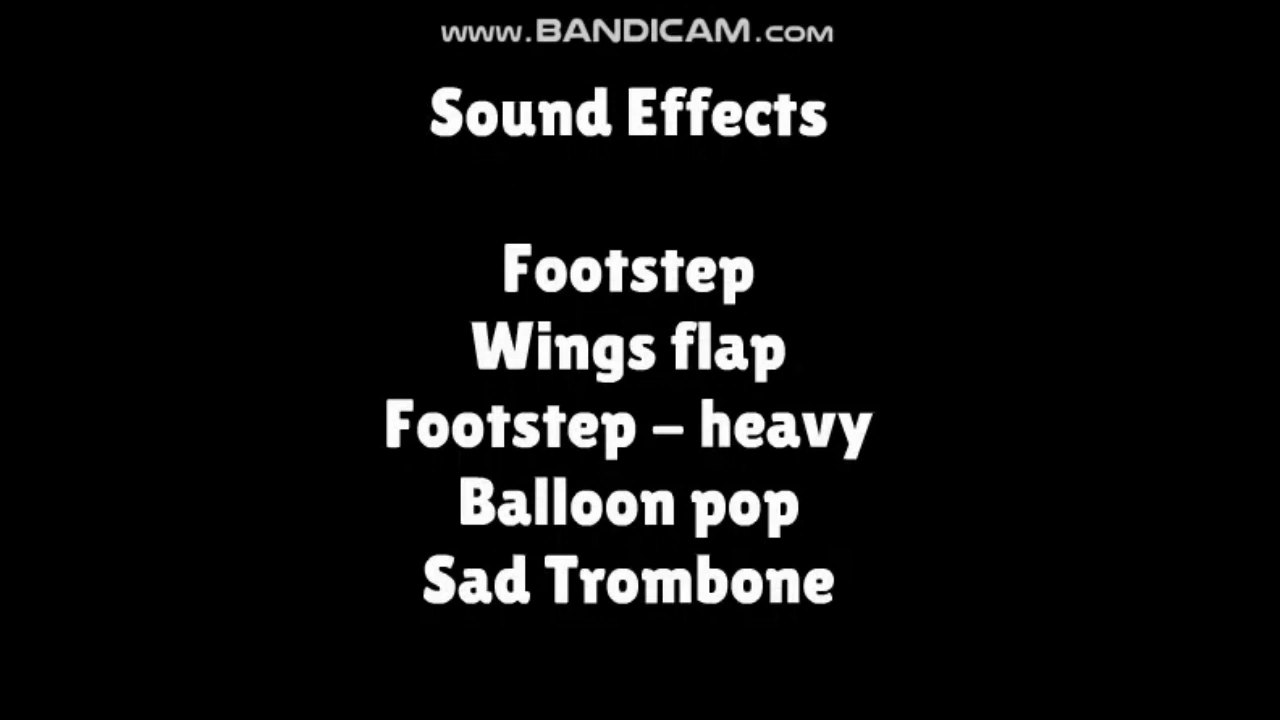 www.BANDICAM.com
Sound Effects
Footstep
Wings flap
Footstep - heavy
Balloon pop
Sad Trombone